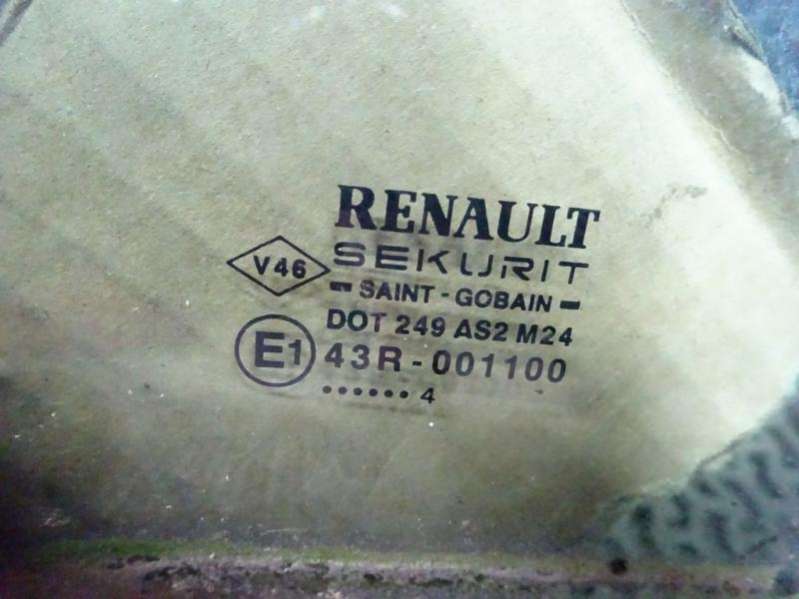 RENAULT
V46
SEKURIT
- SAINT - GOBAIN -
DOT 249 AS2 M24
E1 43R - 001100
•••••• 4